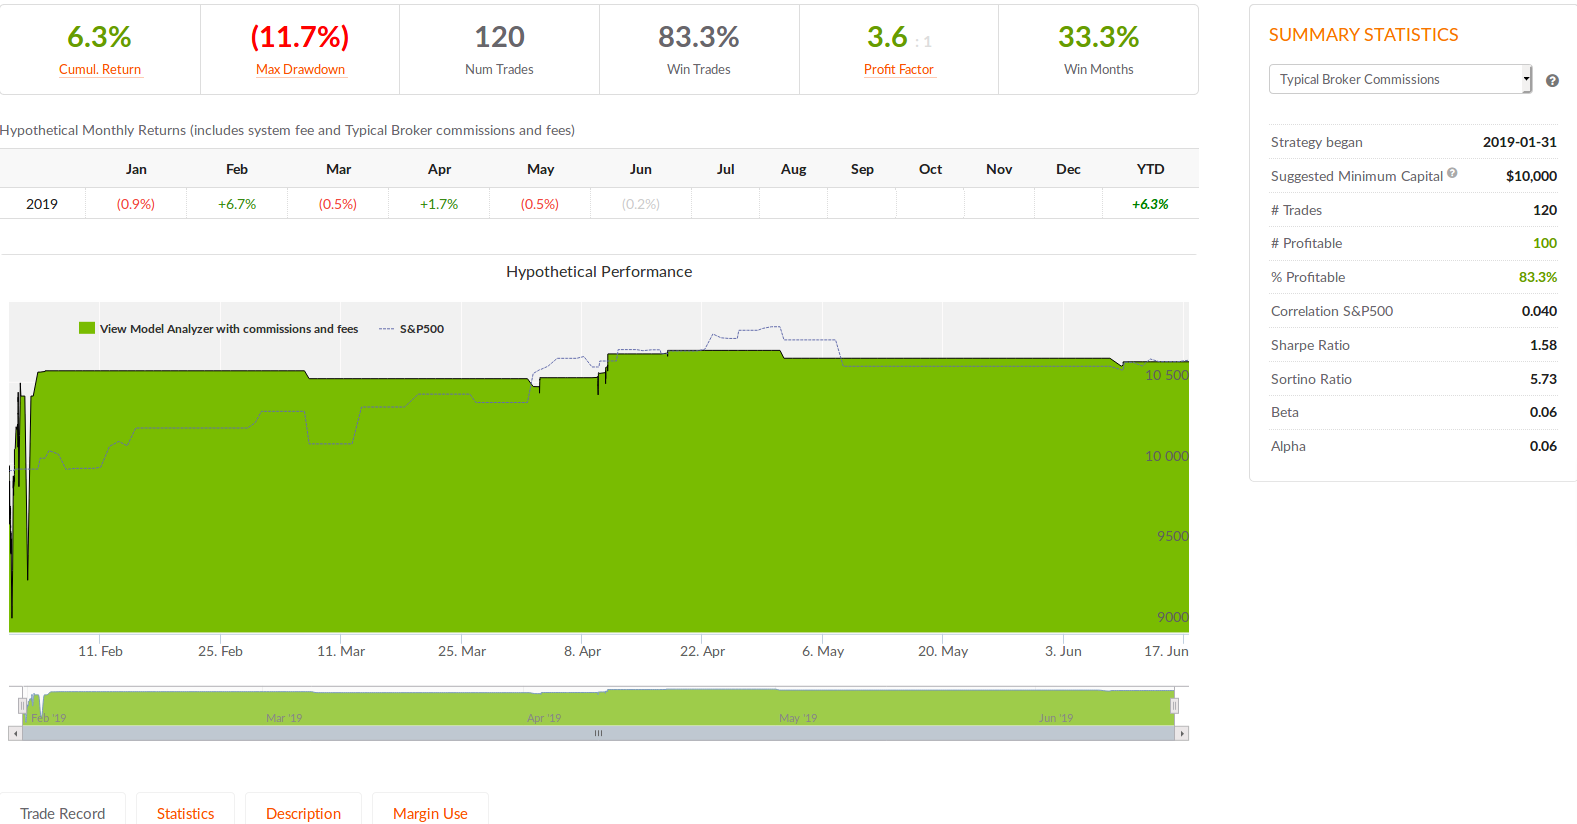 6.3%
Cumul. Return
(11.7%)
Max Drawdown
120
Num Trades
83.3%
Win Trades
3.6 : 1
Profit Factor
33.3%
Win Months
Hypothetical Monthly Returns (includes system fee and Typical Broker commissions and fees)
Jan Feb Mar Apr May Jun Jul Aug Sep Oct Nov Dec YTD
2019 (0.9%) +6.7% (0.5%) +1.7% (0.5%) (0.2%) +6.3%
Hypothetical Performance
View Model Analyzer with commissions and fees S&P500
10 500
10 000
9500
9000
11. Feb 25. Feb 11. Mar 25. Mar 8. Apr 22. Apr 6. May 20. May 3. Jun 17. Jun
Feb '19 Mar '19 Apr '19 May '19 Jun '19
Trade Record Statistics Description Margin Use
SUMMARY STATISTICS
Typical Broker Commissions ?
Strategy began 2019-01-31
Suggested Minimum Capital ? $10,000
# Trades 120
# Profitable 100
% Profitable 83.3%
Correlation S&P500 0.040
Sharpe Ratio 1.58
Sortino Ratio 5.73
Beta 0.06
Alpha 0.06